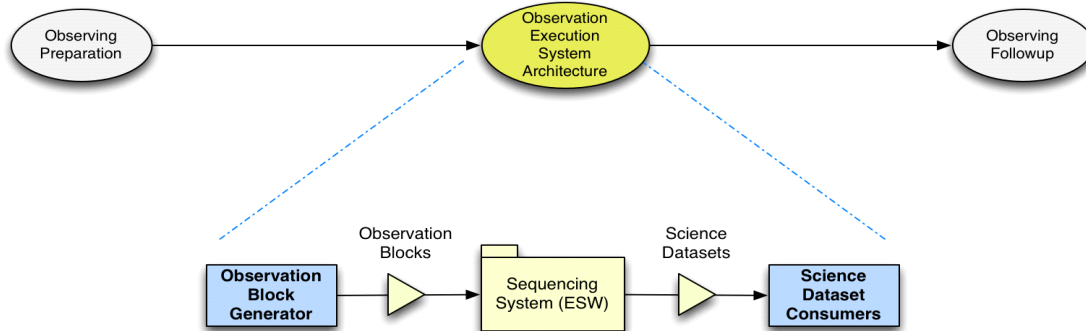 Observing
Preparation
Observation
Execution
System
Architecture
Observing
Followup
Observation
Blocks
Science
Datasets
Observation
Block
Generator
Sequencing
System (ESW)
Science
Dataset
Consumers